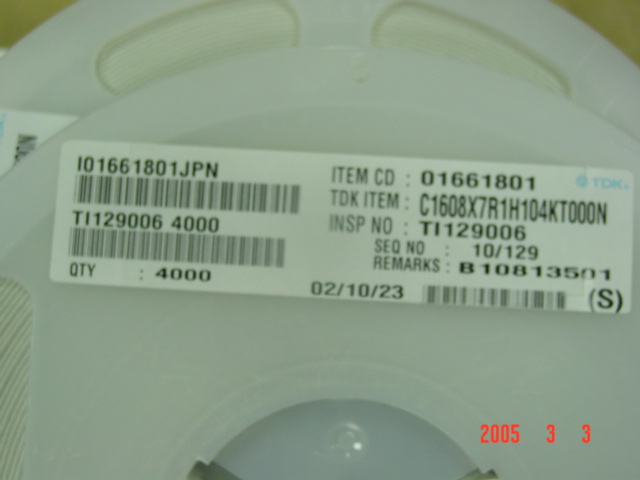 I01661801JPN
TI129006 4000
QTY : 4000
ITEM CD : 01661801
TDK ITEM : C1608X7R1H104KT000N
INSP NO : TI129006
SEQ NO : 10/129
REMARKS : B10813501
02/10/23
(S)
TDK
2005 3 3